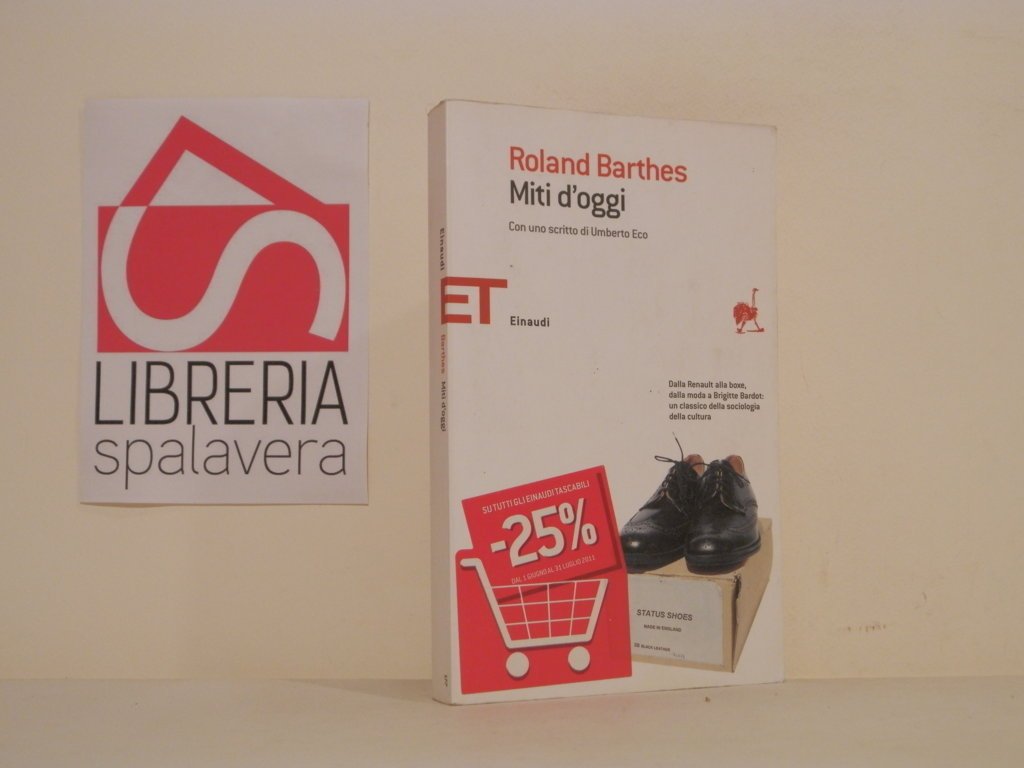 LIBRERIA
spalavera
Roland Barthes
Miti d'oggi
Con uno scritto di Umberto Eco
ET
Einaudi
Dalla Renault alla boxe,
dalla moda a Brigitte Bardot:
un classico della sociologia
della cultura
SU TUTTI GLI EINAUDI TASCABILI
-25%
DAL 1 GIUGNO AL 31 LUGLIO 2011
STATUS SHOES
MADE IN ENGLAND
BLACK LEATHER
Einaudi
Barthes Miti d'oggi